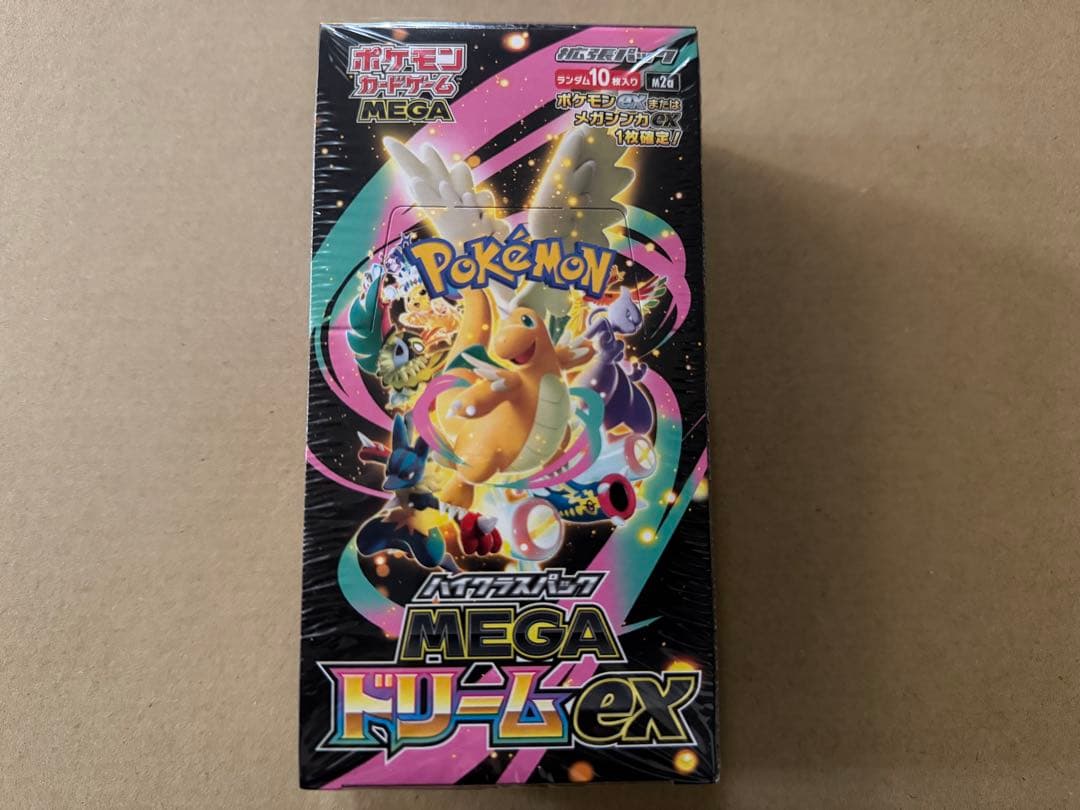 ポケモン
カードゲーム
MEGA
拡張パック
ランダム10枚入り
M2a
ポケモンexまたは
メガシンカex
1枚確定!
POKéMON
ハイクラスパック
MEGA
ドリームex